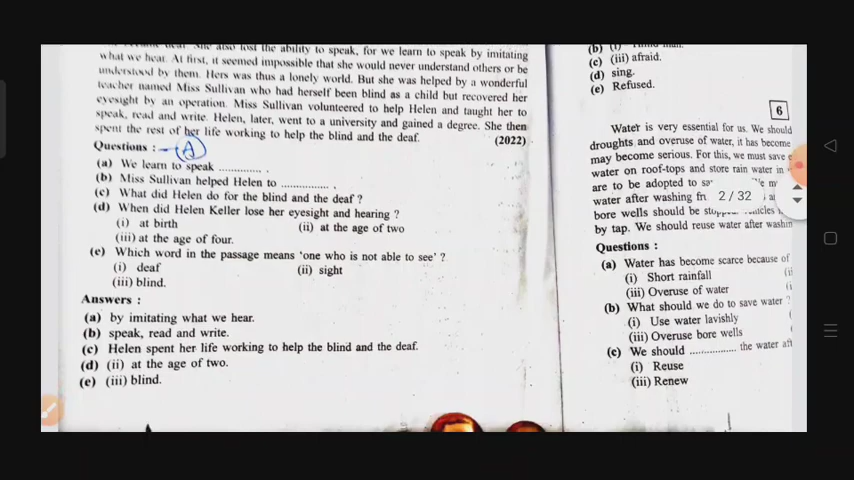 She also lost the ability to speak, for we learn to speak by imitating
what we hear. At first, it seemed impossible that she would never understand others or be
understood by them. Hers was thus a lonely world. But she was helped by a wonderful
teacher named Miss Sullivan who had herself been blind as a child but recovered her
eyesight by an operation. Miss Sullivan volunteered to help Helen and taught her to
speak, read and write. Helen, later, went to a university and gained a degree. She then
spent the rest of her life working to help the blind and the deaf. (2022)
Questions :- A
(a) We learn to speak .............. .
(b) Miss Sullivan helped Helen to ................ .
(c) What did Helen do for the blind and the deaf ?
(d) When did Helen Keller lose her eyesight and hearing ?
(i) at birth (ii) at the age of two
(iii) at the age of four.
(e) Which word in the passage means 'one who is not able to see' ?
(i) deaf (ii) sight
(iii) blind.
Answers :
(a) by imitating what we hear.
(b) speak, read and write.
(c) Helen spent her life working to help the blind and the deaf.
(d) (ii) at the age of two.
(e) (iii) blind.
(b) (i)
(c) (iii) afraid.
(d) sing.
(e) Refused.
6
Water is very essential for us. We should
droughts and overuse of water, it has become
may become serious. For this, we must save
water on roof-tops and store rain water in
are to be adopted to
water after washing 2 / 32
bore wells should be
by tap. We should reuse water after
Questions :
(a) Water has become scarce because of
(i) Short rainfall
(iii) Overuse of water
(b) What should we do to save water ?
(i) Use water lavishly
(iii) Overuse bore wells
(c) We should ................ the water
(i) Reuse
(iii) Renew